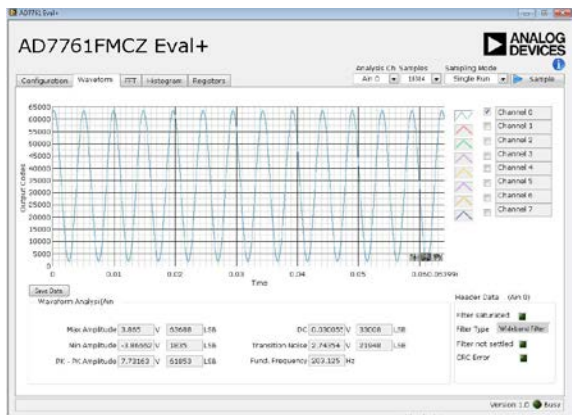 AD7761 Eval+
AD7761FMCZ Eval+
ANALOG DEVICES
Configuration Waveform FFT Histogram Registers
Analysis Ch Samples Sampling Mode
Ain 0 Single Run Sample
65000
60000
55000
50000
45000
40000
35000
30000
25000
20000
15000
10000
5000
0
Output Codes
0 0.01 0.02 0.03 0.04 0.05
Time
Channel 0
Channel 1
Channel 2
Channel 3
Channel 4
Channel 5
Channel 6
Channel 7
Save Data
Waveform Analysis
Max Amplitude 3.865 V 63688 LSB
Min Amplitude V 1835 LSB
PK - PK Amplitude 7.73163 V 61853 LSB
DC V 33008 LSB
Transition Noise 2.74354 V 21948 LSB
Fund. Frequency 203.125 Hz
Header Data (Ain 0)
Filter saturated
Filter Type Wideband Filter
Filter not settled
CRC Error
Version 1.0 Busy